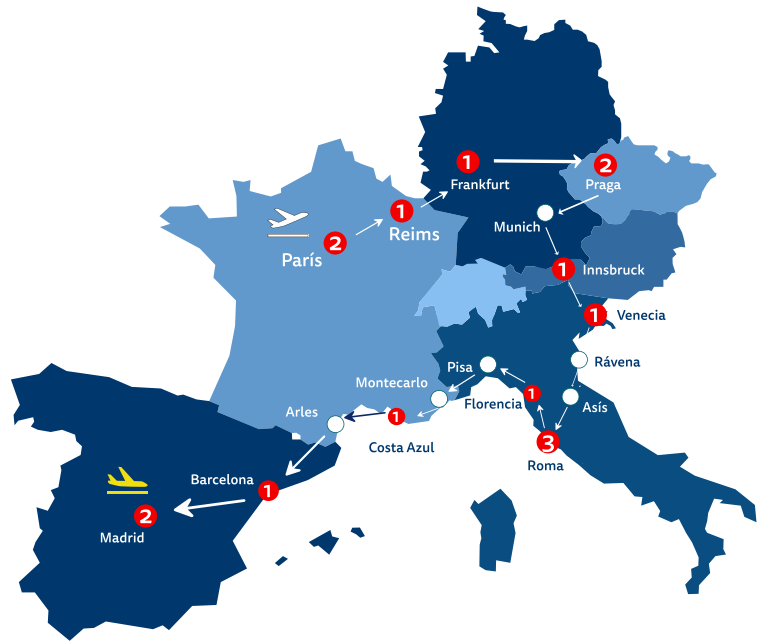 1
2
Frankfurt
Praga
1
Reims
2
París
Munich
1
Innsbruck
1
Venecia
Rávena
Pisa
Montecarlo
1
Florencia
Asís
Arles
1
Costa Azul
3
Roma
Barcelona
1
2
Madrid